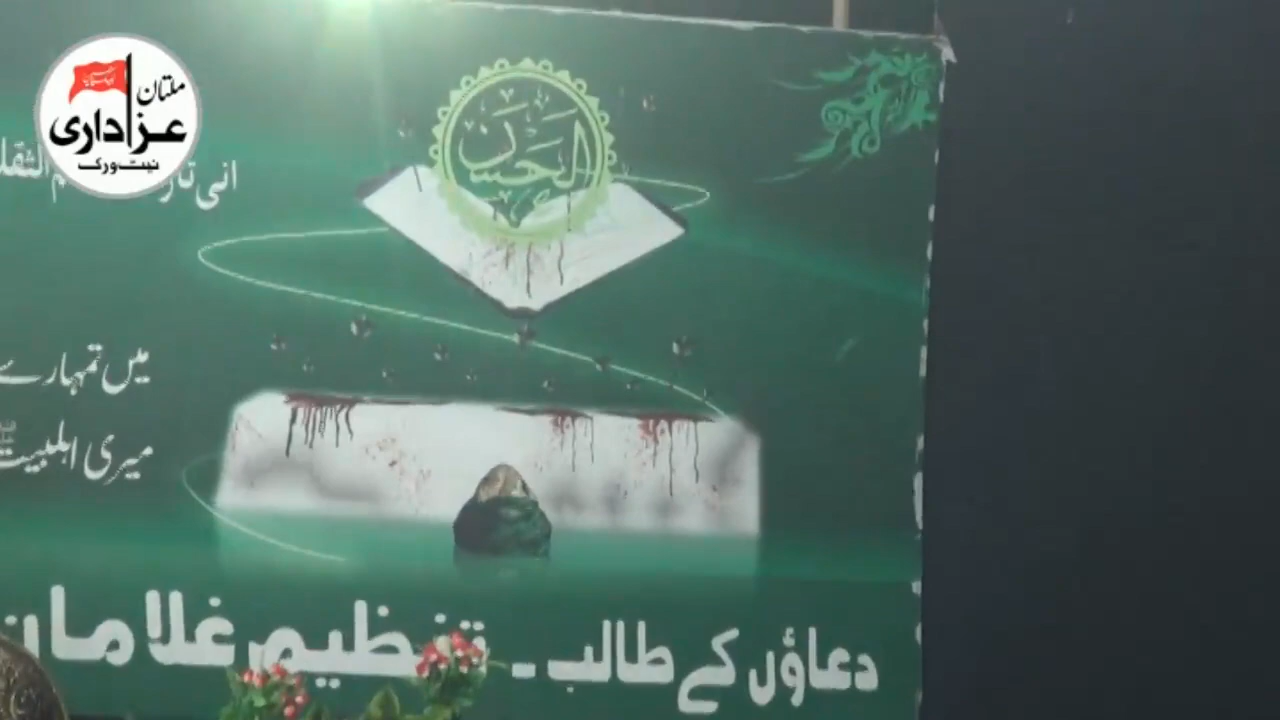 ملتان
عزاداری
نیٹ ورک
الحسن
انی تار
میں تمہارے
میری اہلبیت
دعاؤں کے طالب ۔ تنظیم غلامان